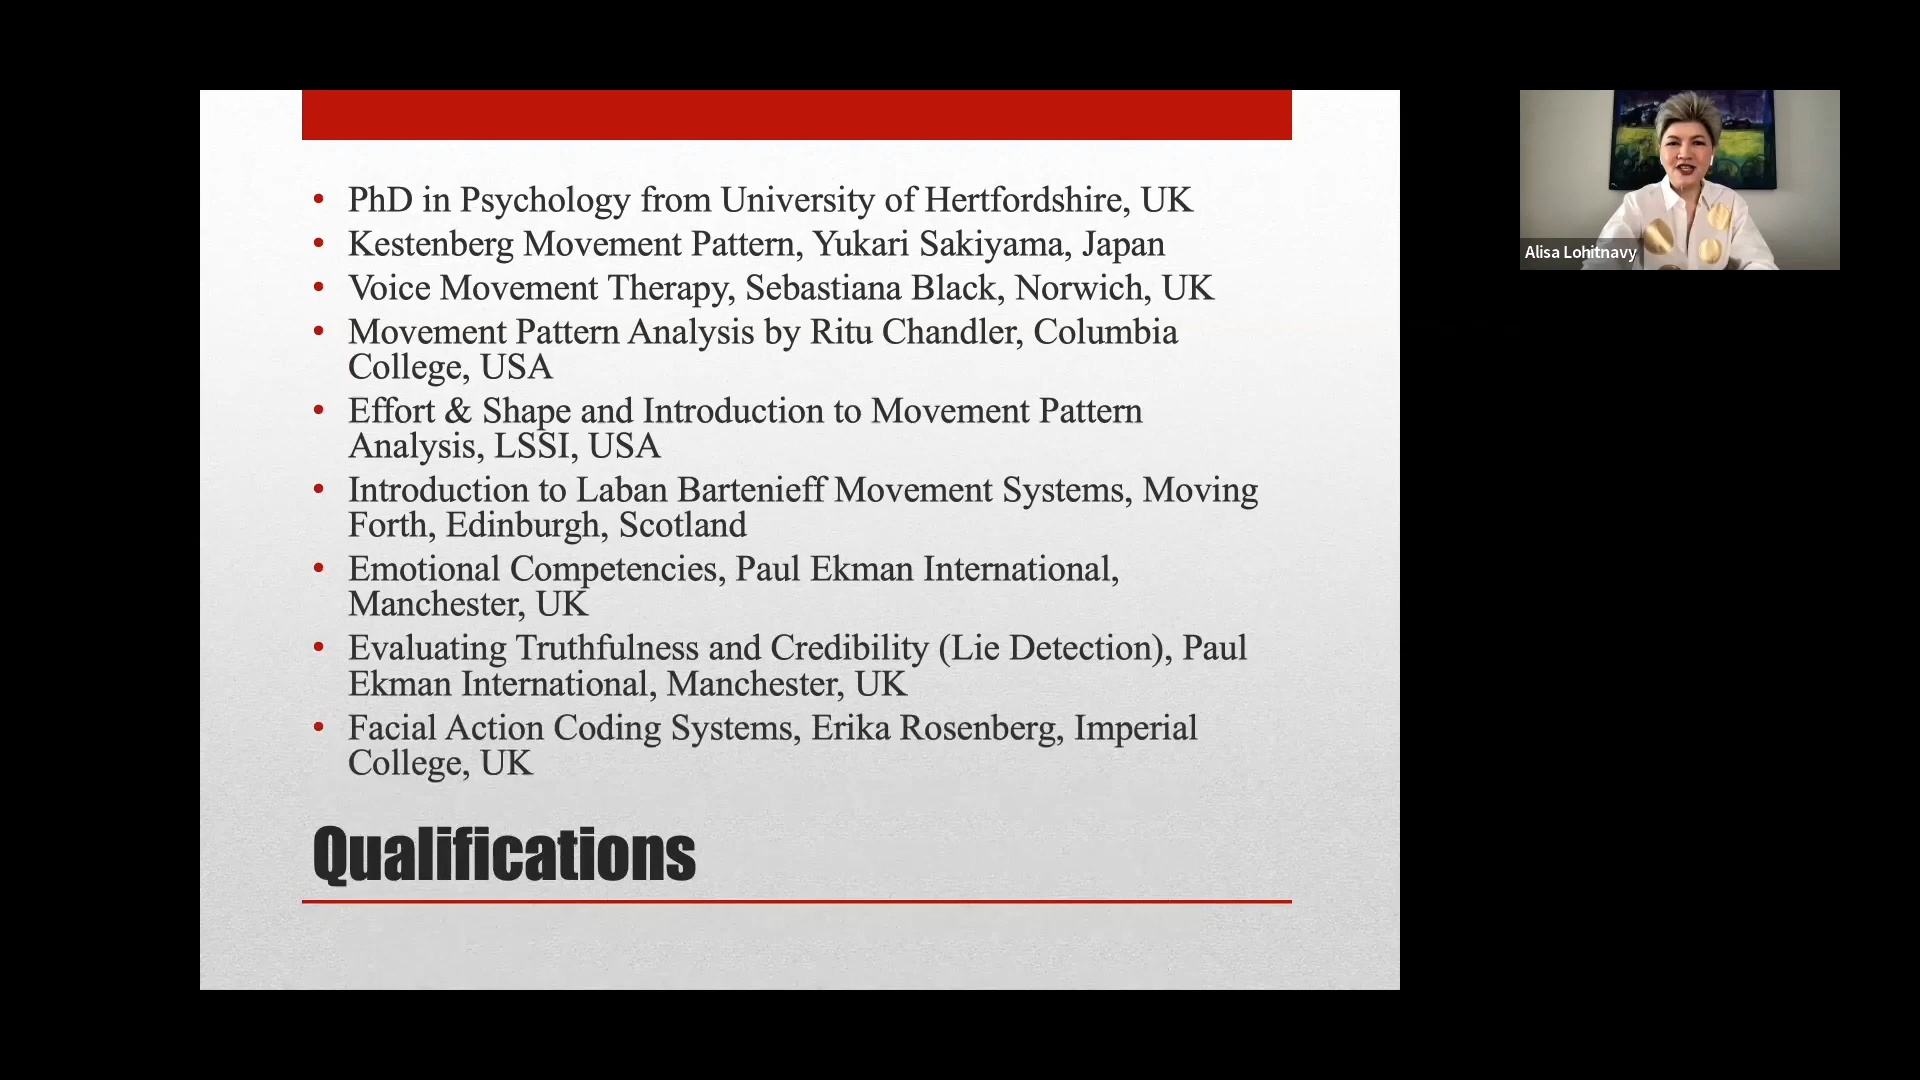 • PhD in Psychology from University of Hertfordshire, UK
• Kestenberg Movement Pattern, Yukari Sakiyama, Japan
• Voice Movement Therapy, Sebastiana Black, Norwich, UK
• Movement Pattern Analysis by Ritu Chandler, Columbia
College, USA
• Effort & Shape and Introduction to Movement Pattern
Analysis, LSSI, USA
• Introduction to Laban Bartenieff Movement Systems, Moving
Forth, Edinburgh, Scotland
• Emotional Competencies, Paul Ekman International,
Manchester, UK
• Evaluating Truthfulness and Credibility (Lie Detection), Paul
Ekman International, Manchester, UK
• Facial Action Coding Systems, Erika Rosenberg, Imperial
College, UK
Qualifications
Alisa Lohitnavy